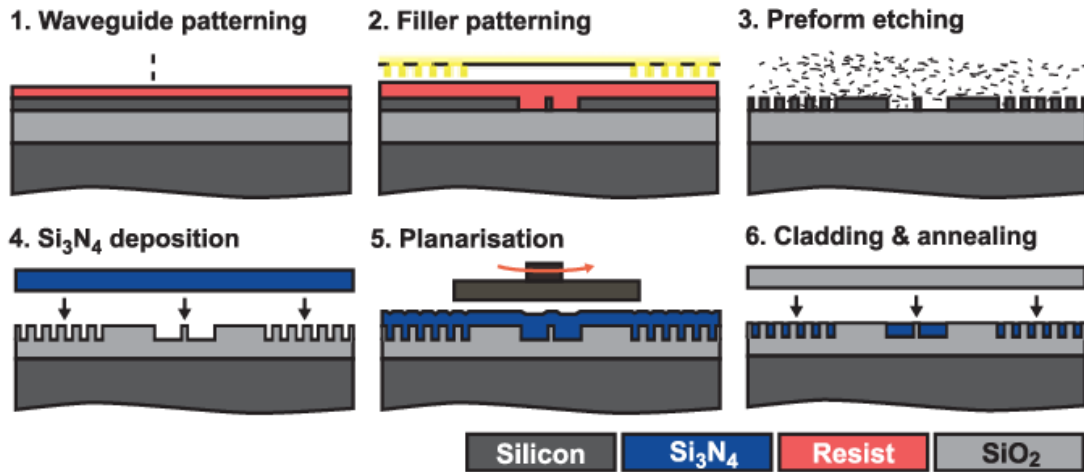 1. Waveguide patterning
2. Filler patterning
3. Preform etching
4. Si₃N₄ deposition
5. Planarisation
6. Cladding & annealing
Silicon
Si₃N₄
Resist
SiO₂